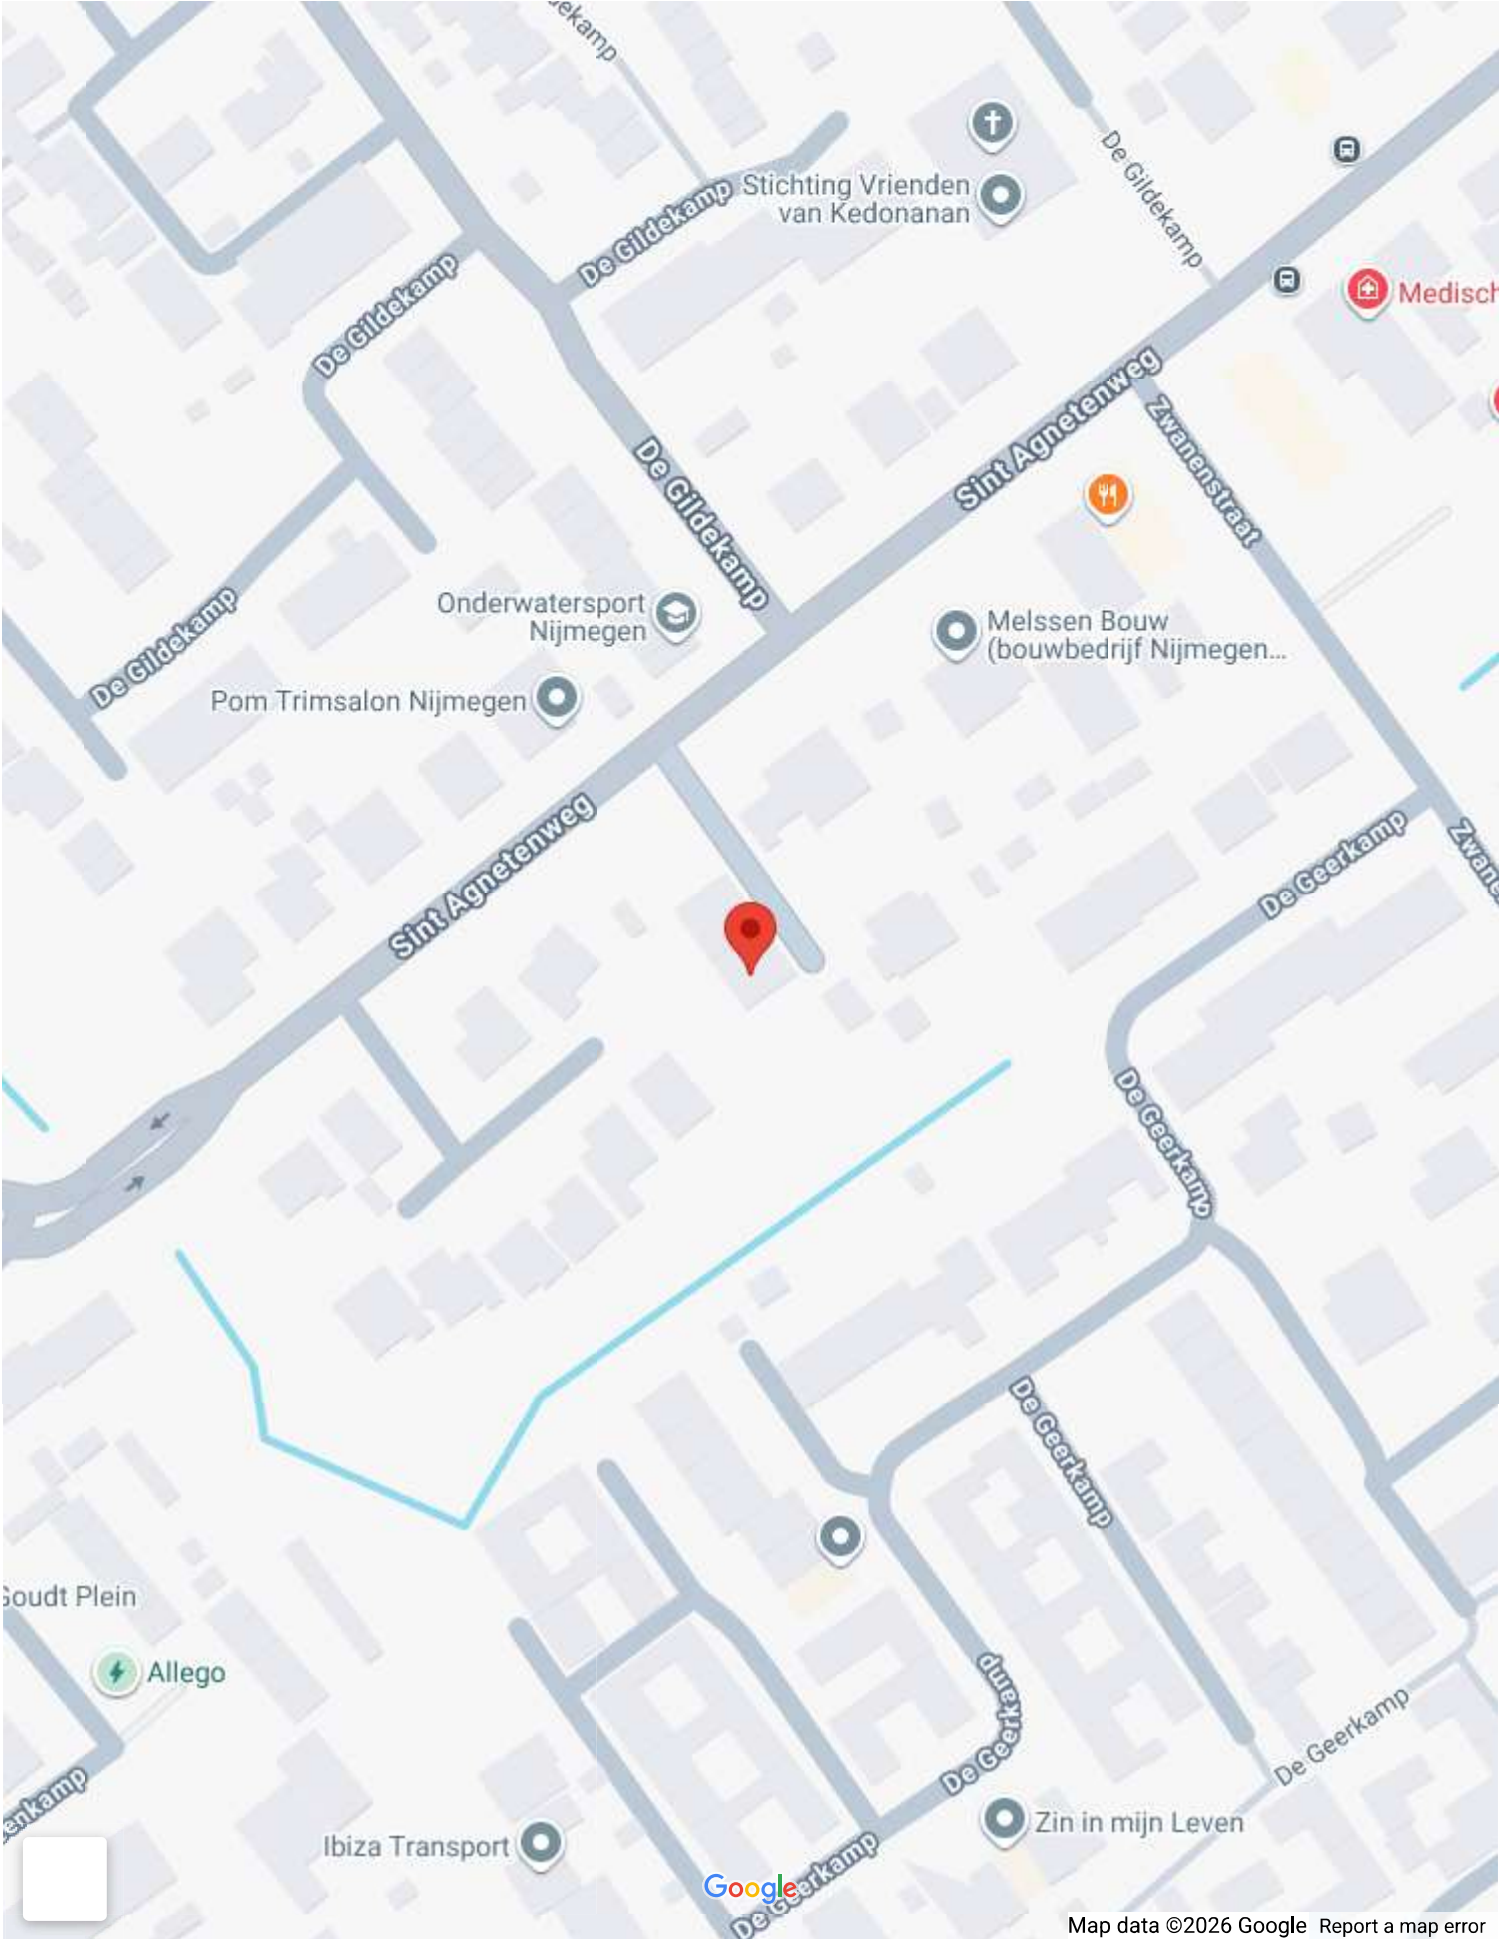 ekamp
De Gildekamp
Stichting Vrienden
van Kedonanan
De Gildekamp
De Gildekamp
Medisch
Sint Agnetenweg
Zwanenstraat
De Gildekamp
Onderwatersport
Nijmegen
Melssen Bouw
(bouwbedrijf Nijmegen...
De Gildekamp
Pom Trimsalon Nijmegen
Sint Agnetenweg
De Geerkamp
Zwane
De Geerkamp
De Geerkamp
Goudt Plein
Allego
De Geerkamp
De Geerkamp
enkamp
Ibiza Transport
Zin in mijn Leven
De Geerkamp
Google
Map data ©2026 Google Report a map error